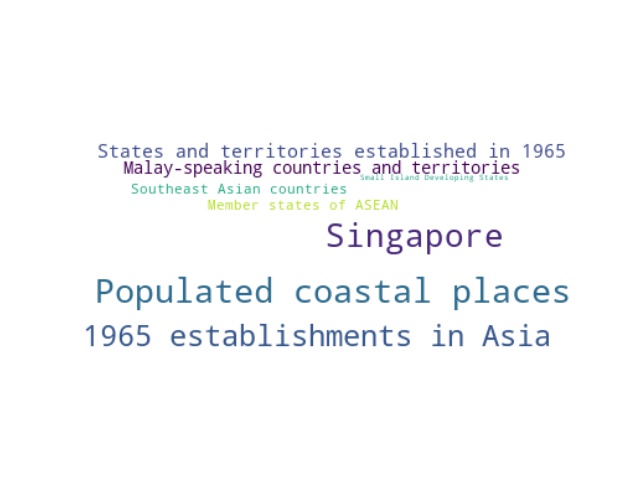 States and territories established in 1965
Malay-speaking countries and territories
Small Island Developing States
Southeast Asian countries
Member states of ASEAN
Singapore
Populated coastal places
1965 establishments in Asia